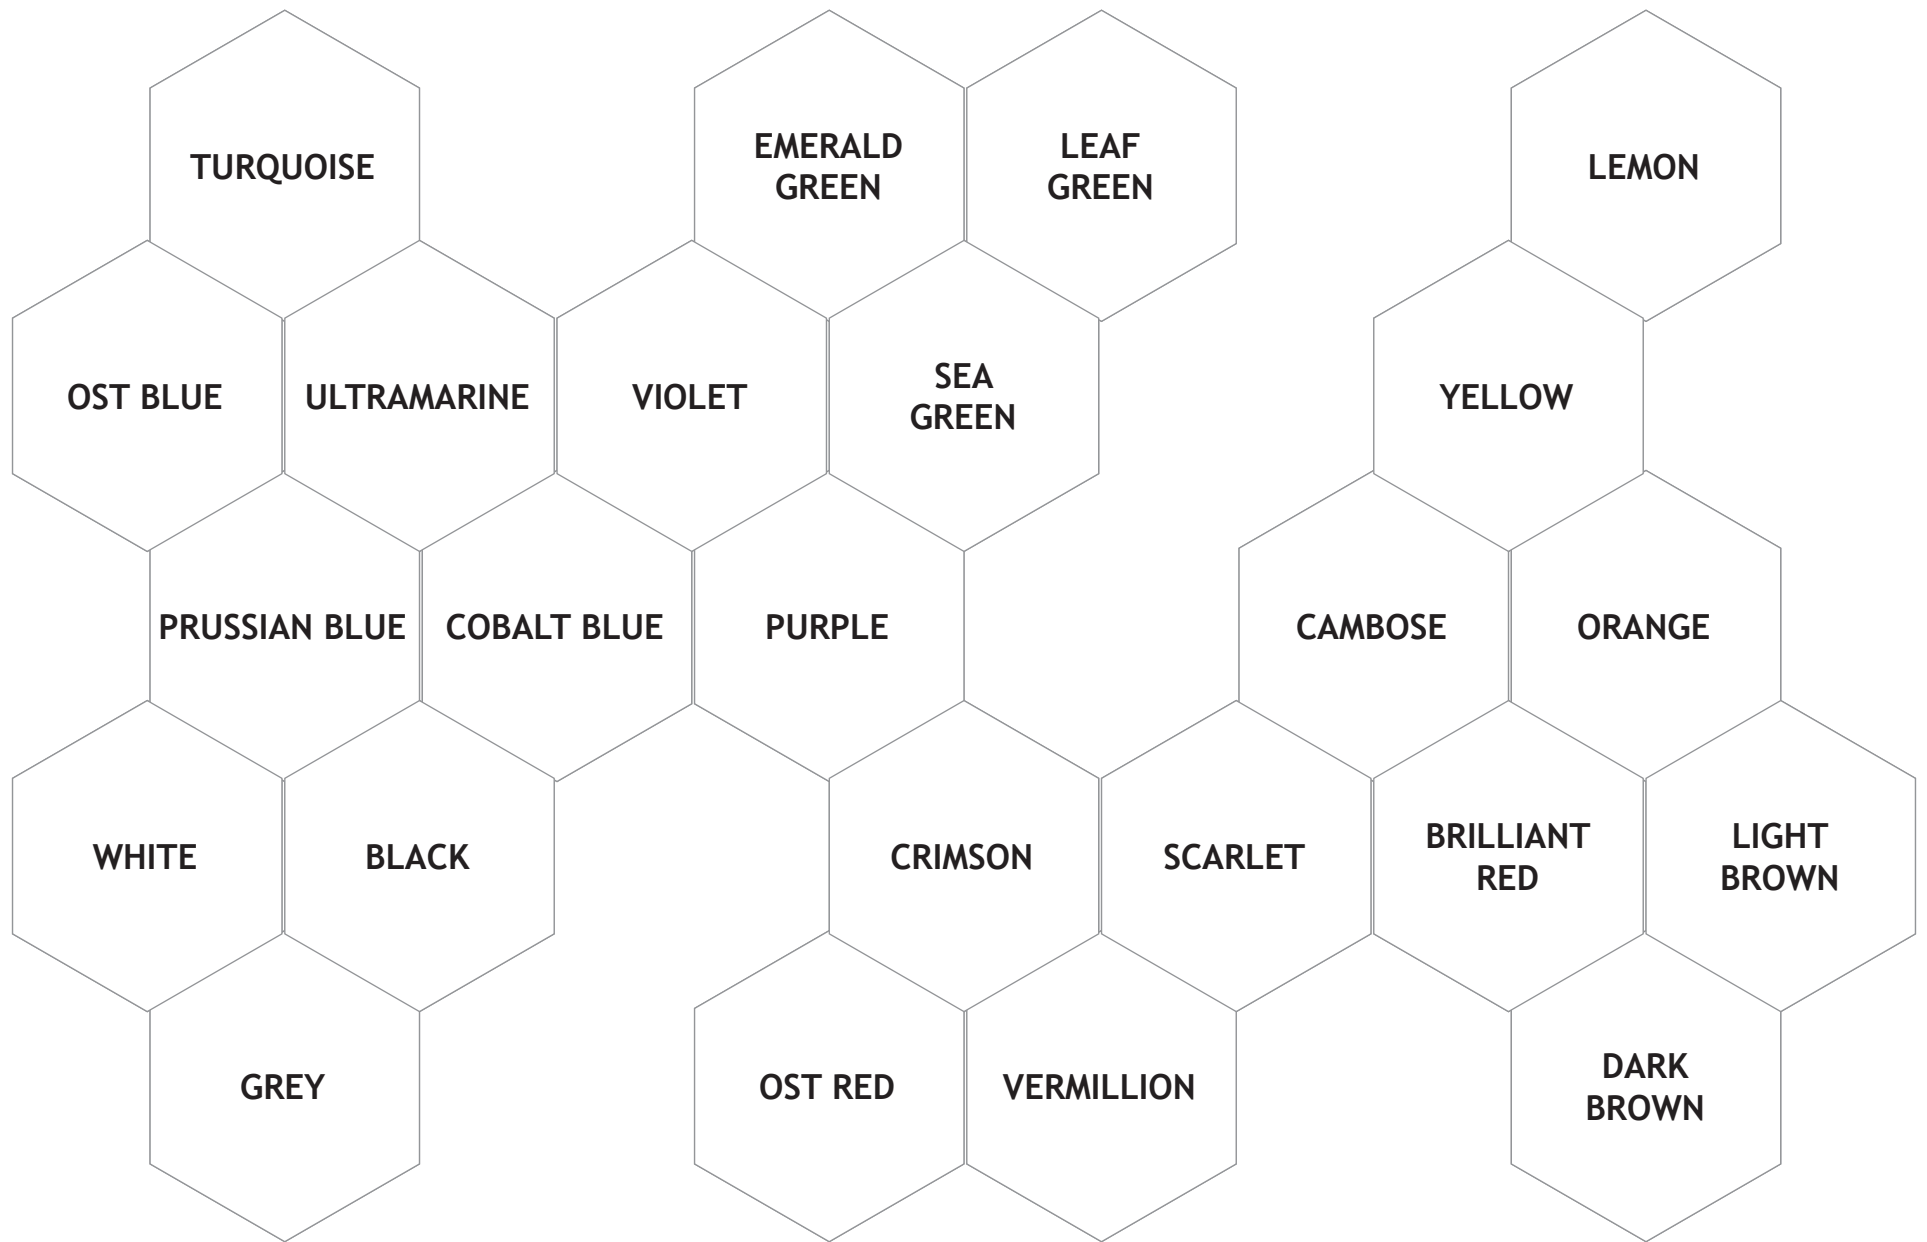 TURQUOISE
EMERALD
GREEN
LEAF
GREEN
LEMON
OST BLUE
ULTRAMARINE
VIOLET
SEA
GREEN
YELLOW
PRUSSIAN BLUE
COBALT BLUE
PURPLE
CAMBOSE
ORANGE
WHITE
BLACK
CRIMSON
SCARLET
BRILLIANT
RED
LIGHT
BROWN
GREY
OST RED
VERMILLION
DARK
BROWN